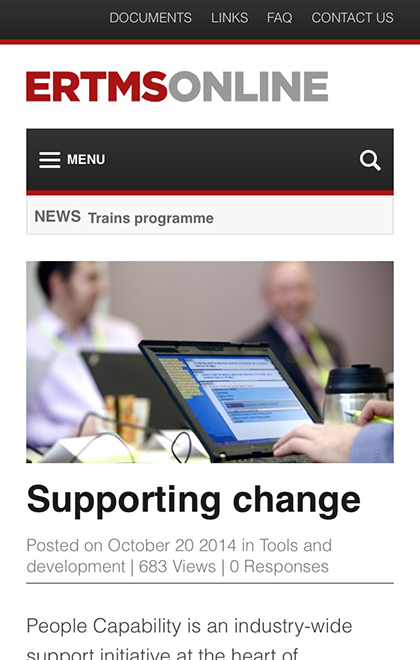 DOCUMENTS LINKS FAQ CONTACT US
ERTMSONLINE
MENU
NEWS Trains programme
Supporting change
Posted on October 20 2014 in Tools and
development | 683 Views | 0 Responses
People Capability is an industry-wide
support initiative at the heart of